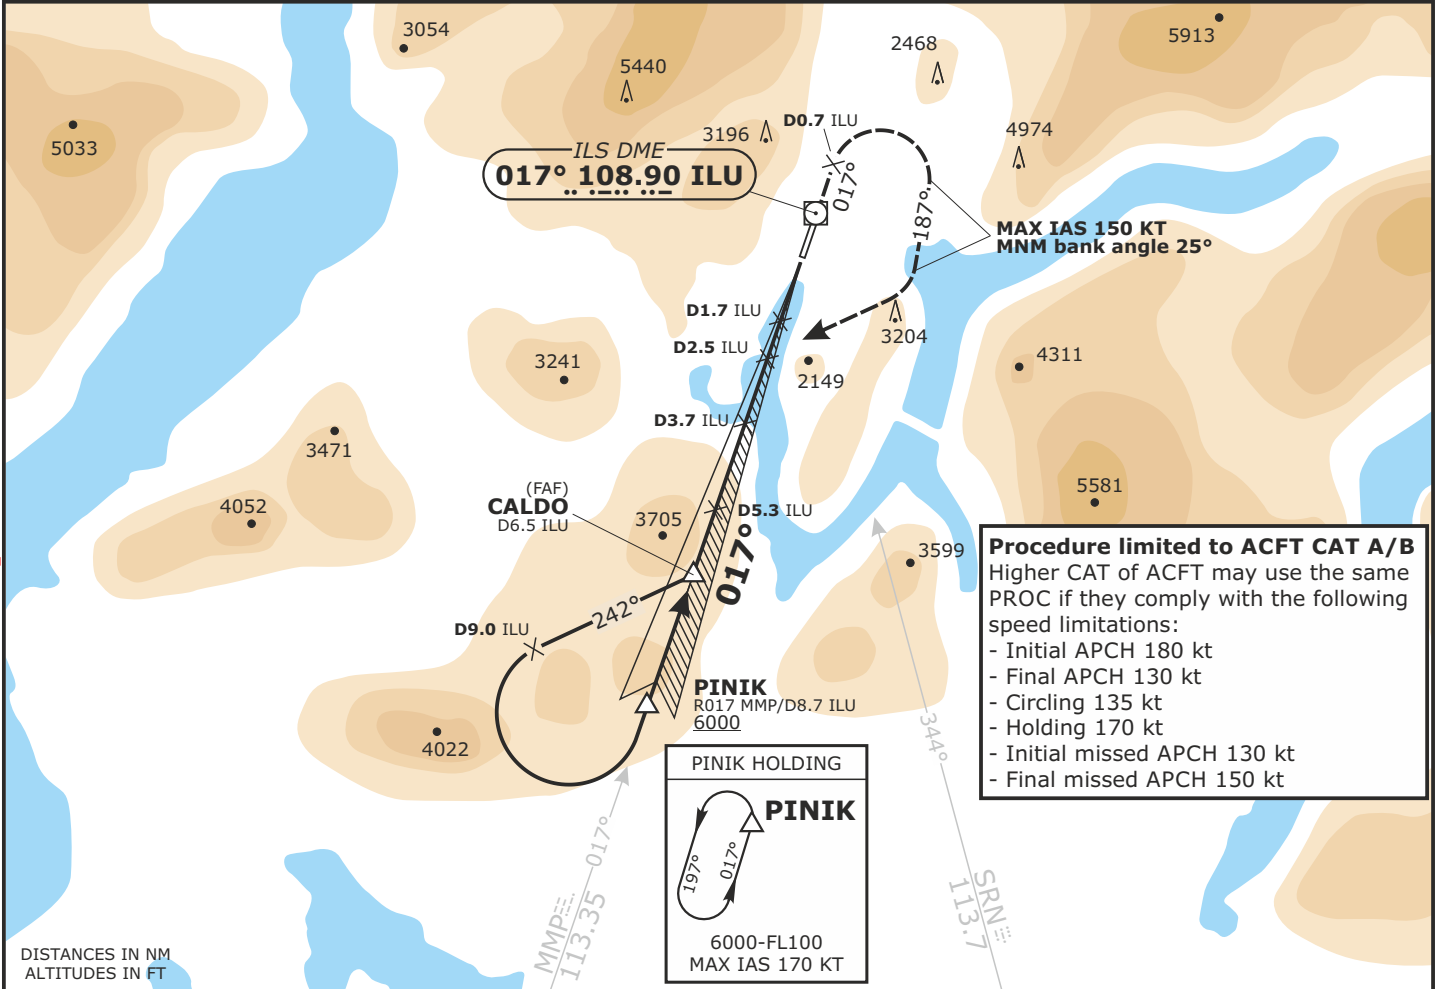 3054
5440
2468
5913
5033
3196
D0.7 ILU
4974
ILS DME
017° 108.90 ILU
017°
187°
MAX IAS 150 KT
MNM bank angle 25°
D1.7 ILU
3204
D2.5 ILU
4311
3241
2149
D3.7 ILU
3471
(FAF)
CALDO
D6.5 ILU
4052
3705
D5.3 ILU
5581
017°
3599
Procedure limited to ACFT CAT A/B
Higher CAT of ACFT may use the same
PROC if they comply with the following
speed limitations:
- Initial APCH 180 kt
- Final APCH 130 kt
- Circling 135 kt
- Holding 170 kt
- Initial missed APCH 130 kt
- Final missed APCH 150 kt
242°
D9.0 ILU
PINIK
R017 MMP/D8.7 ILU
6000
4022
344°
PINIK HOLDING
PINIK
197°
017°
6000-FL100
MAX IAS 170 KT
017°
MMP
113.35
SRN
113.7
DISTANCES IN NM
ALTITUDES IN FT